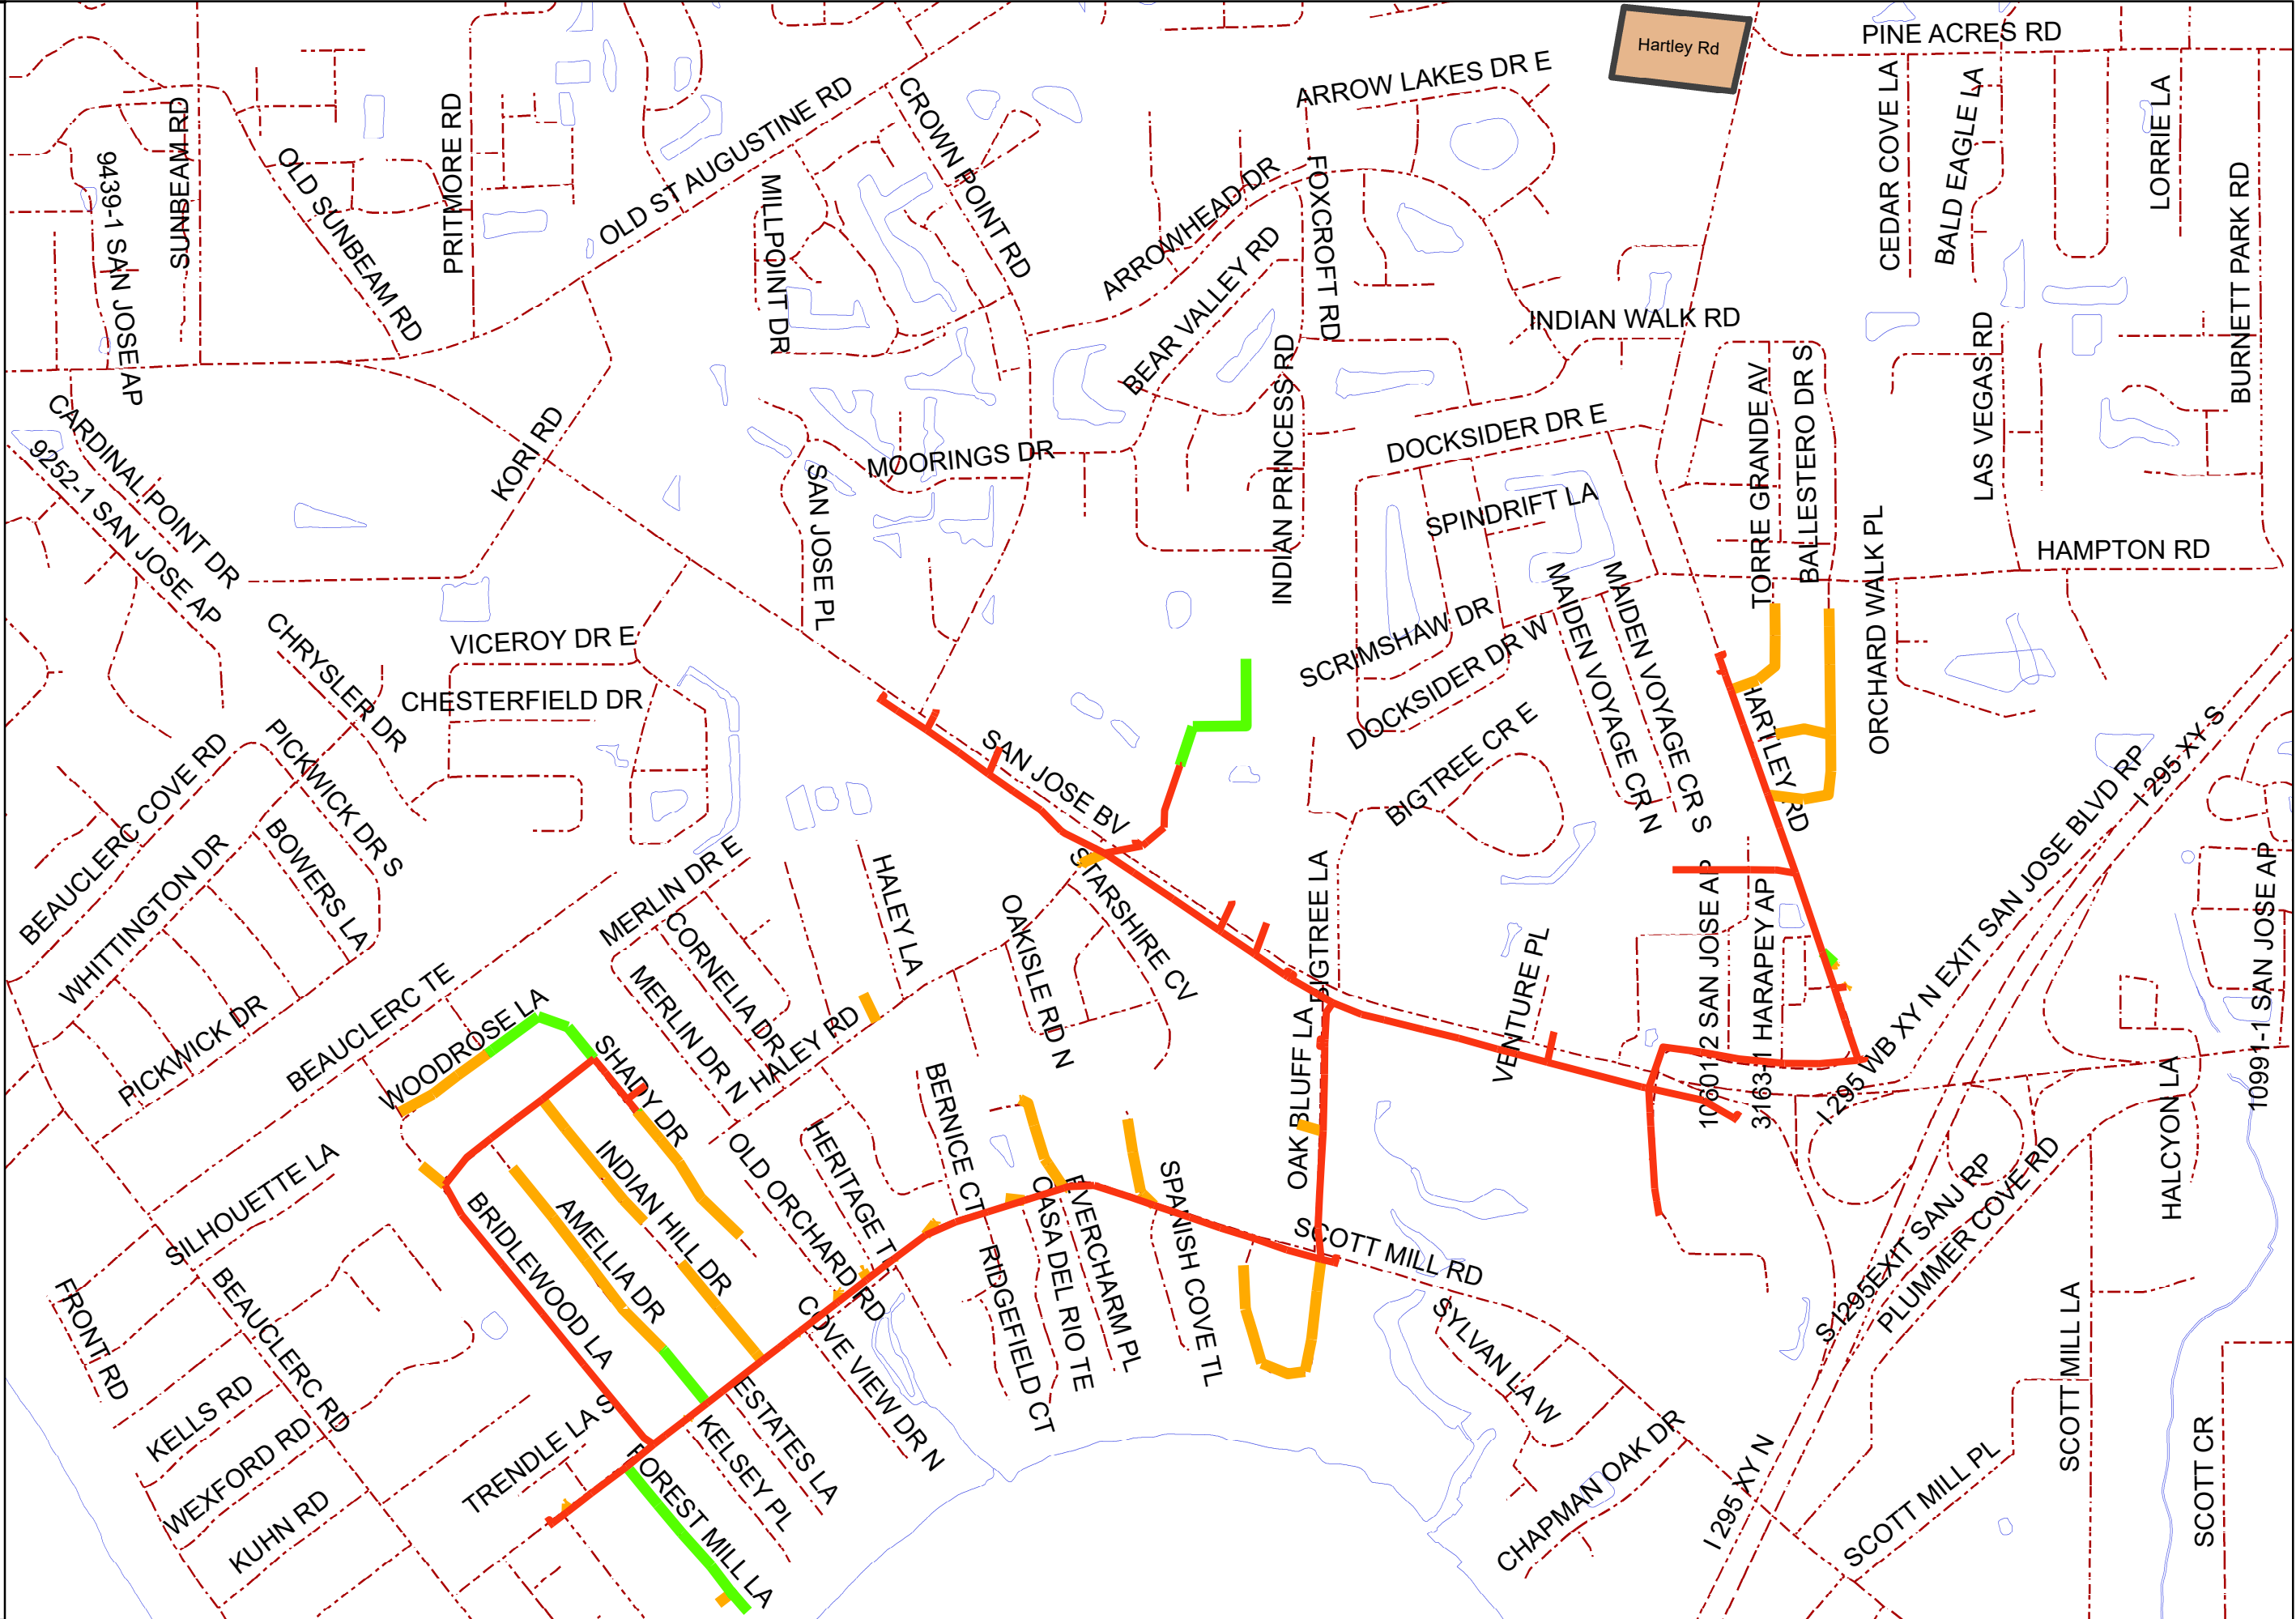 Hartley Rd
PINE ACRES RD
ARROW LAKES DR E
CEDAR COVE LA
BALD EAGLE LA
LORRIE LA
SUNBEAM RD
PRITMORE RD
OLD ST AUGUSTINE RD
CROWN POINT RD
9439-1 SAN JOSE AP
OLD SUNBEAM RD
MILLPOINT DR
ARROWHEAD DR
FOXCROFT RD
BURNETT PARK RD
BEAR VALLEY RD
INDIAN WALK RD
INDIAN PRINCESS RD
TORRE GRANDE AV
BALLESTERO DR S
LAS VEGAS RD
CARDINAL POINT DR
9252-1 SAN JOSE AP
KORI RD
MOORINGS DR
SAN JOSE PL
DOCKSIDER DR E
SPINDRIFT LA
ORCHARD WALK PL
HAMPTON RD
CHRYSLER DR
VICEROY DR E
CHESTERFIELD DR
SCRIMSHAW DR
DOCKSIDER DR W
MAIDEN VOYAGE CR N
MAIDEN VOYAGE CR S
HARTLEY RD
BEAUCLERC COVE RD
PICKWICK DR S
SAN JOSE BV
BIGTREE CR E
I 295 XY S
WHITTINGTON DR
BOWERS LA
MERLIN DR E
HALEY LA
STARSHIRE CV
BIGTREE LA
I 295 WB XY N EXIT SAN JOSE BLVD RP
CORNELIA DR
OAKISLE RD N
VENTURE PL
10601-2 SAN JOSE AP
3163-1 HARAPEY AP
10991-1 SAN JOSE AP
PICKWICK DR
BEAUCLERC TE
WOODROSE LA
SHADY DR
MERLIN DR N
HALEY RD
OAK BLUFF LA
HALCYON LA
BERNICE CT
SILHOUETTE LA
INDIAN HILL DR
OLD ORCHARD RD
HERITAGE T
SPANISH COVE TL
S I295EXIT SANJ RP
PLUMMER COVE RD
BRIDLEWOOD LA S
AMELLIA DR
CASA DEL RIO TE
EVERCHARM PL
RIDGEFIELD CT
SCOTT MILL RD
FRONT RD
BEAUCLERC RD
COVE VIEW DR N
SYLVAN LA W
SCOTT MILL LA
KELLS RD
WEXFORD RD
KUHN RD
TRENDLE LA
FOREST MILL LA
KELSEY PL
ESTATES LA
CHAPMAN OAK DR
I 295 XY N
SCOTT MILL PL
SCOTT CR